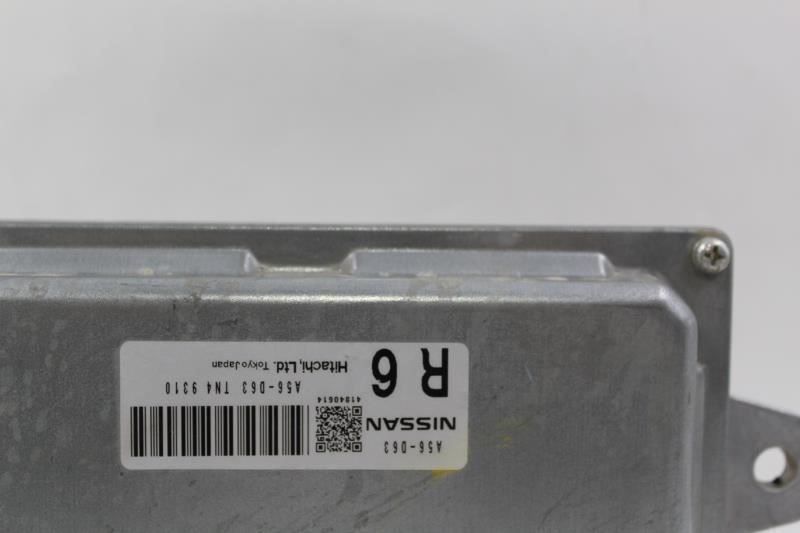 A56-D63
NISSAN
41840614
A56-D63 TN4 9310
R 6
Hitachi, Ltd. Tokyo Japan